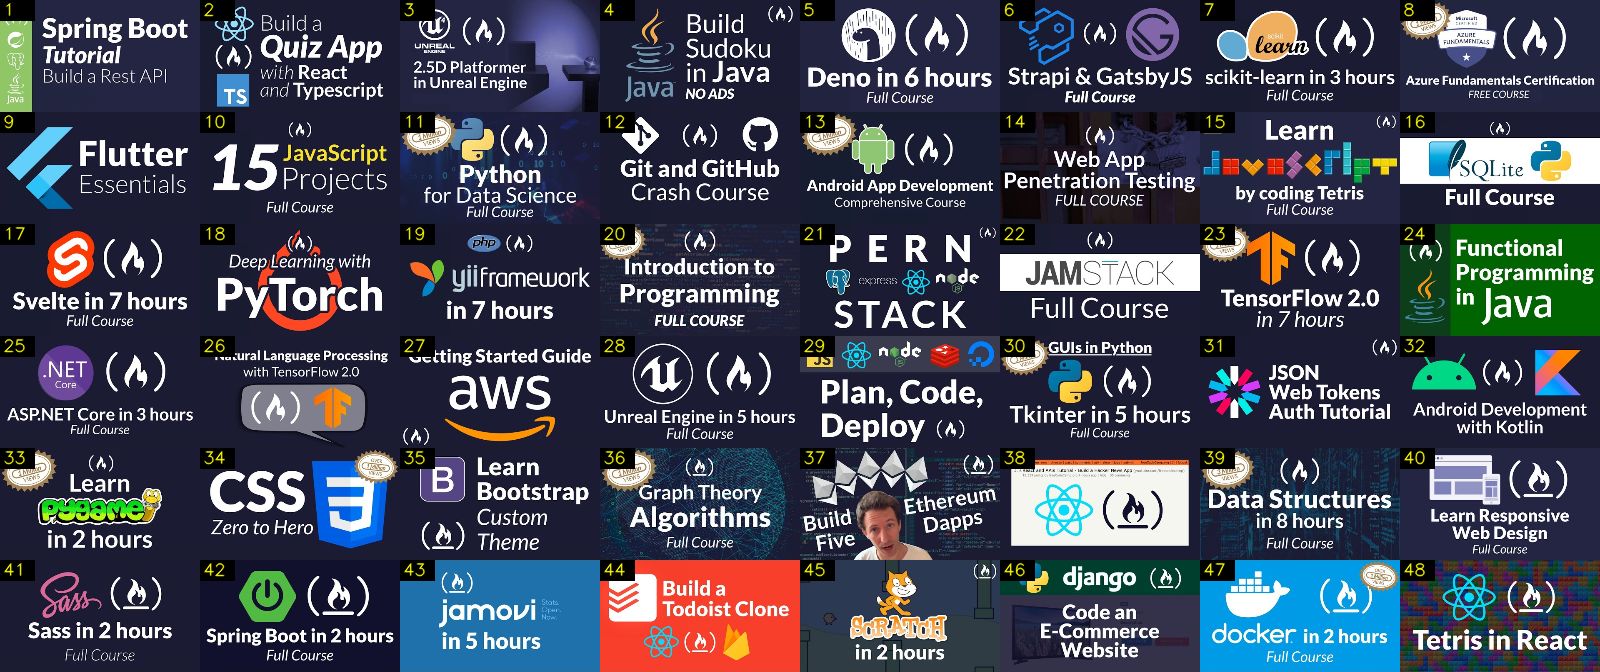 1
Spring Boot
Tutorial
Build a Rest API
Java
2
Build a
Quiz App
with React
and Typescript
TS
3
UNREAL
ENGINE
2.5D Platformer
in Unreal Engine
4
Build
Sudoku
in Java
NO ADS
Java
5
Deno in 6 hours
Full Course
6
Strapi & GatsbyJS
Full Course
7
scikit
learn
scikit-learn in 3 hours
Full Course
8
Microsoft
CERTIFIED
AZURE
FUNDAMENTALS
Azure Fundamentals Certification
FREE COURSE
9
Flutter
Essentials
10
15 JavaScript
Projects
Full Course
11
Python
for Data Science
Full Course
12
Git and GitHub
Crash Course
13
Android App Development
Comprehensive Course
14
Web App
Penetration Testing
FULL COURSE
15
Learn
JavaScript
by coding Tetris
Full Course
16
SQLite
Full Course
17
Svelte in 7 hours
Full Course
18
Deep Learning with
PyTorch
19
php
yiiframework
in 7 hours
20
Introduction to
Programming
FULL COURSE
21
PERN
express
node
STACK
22
JAMSTACK
Full Course
23
TensorFlow 2.0
in 7 hours
24
Functional
Programming
in Java
25
.NET
Core
ASP.NET Core in 3 hours
Full Course
26
Natural Language Processing
with TensorFlow 2.0
27
Getting Started Guide
aws
28
Unreal Engine in 5 hours
Full Course
29
JS
node
Plan, Code,
Deploy
30
GUIs in Python
Tkinter in 5 hours
Full Course
31
JSON
Web Tokens
Auth Tutorial
32
Android Development
with Kotlin
33
Learn
pygame
in 2 hours
34
CSS
Zero to Hero
3
35
B
Learn
Bootstrap
Custom
Theme
36
Graph Theory
Algorithms
Full Course
37
Build
Five
Ethereum
Dapps
38
39
Data Structures
in 8 hours
Full Course
40
Learn Responsive
Web Design
Full Course
41
Sass
Sass in 2 hours
Full Course
42
Spring Boot in 2 hours
Full Course
43
jamovi
Stats.
Open.
Now.
in 5 hours
44
Build a
Todoist Clone
45
SCRATCH
in 2 hours
46
django
Code an
E-Commerce
Website
47
docker in 2 hours
Full Course
48
Tetris in React